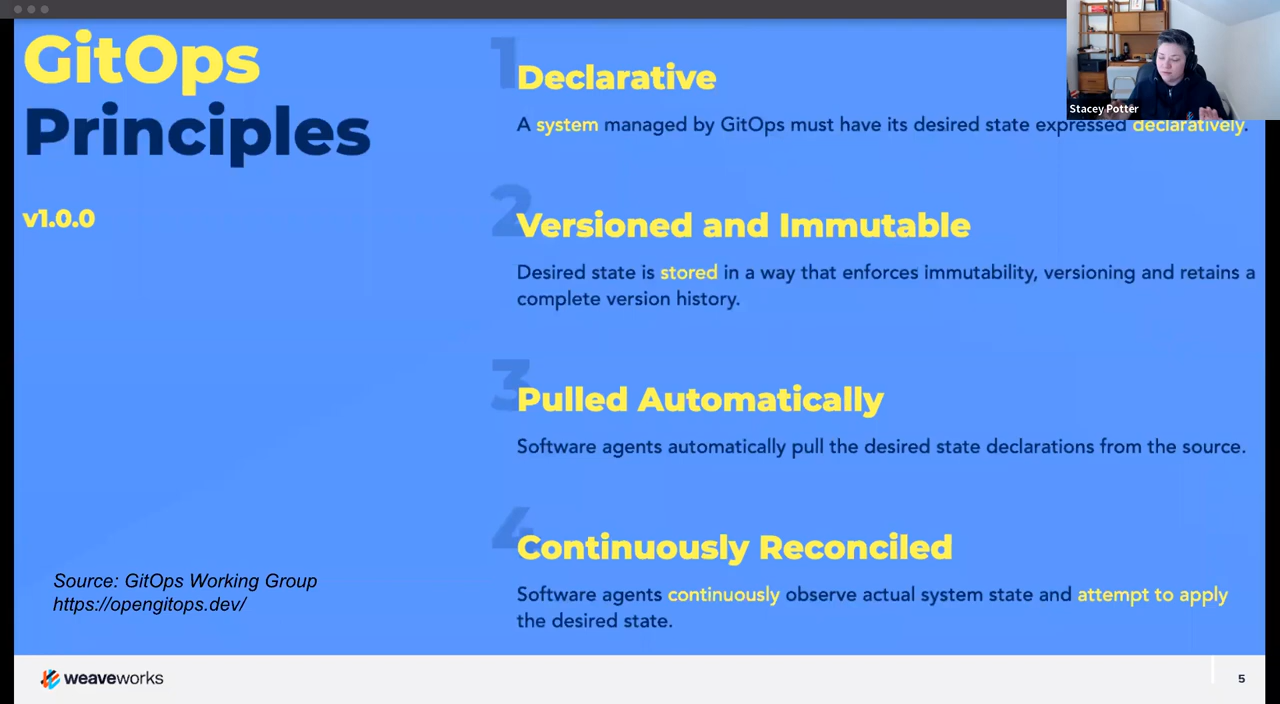 GitOps
Principles
v1.0.0
1
Declarative
A system managed by GitOps must have its desired state expressed declaratively.
2
Versioned and Immutable
Desired state is stored in a way that enforces immutability, versioning and retains a
complete version history.
3
Pulled Automatically
Software agents automatically pull the desired state declarations from the source.
4
Continuously Reconciled
Software agents continuously observe actual system state and attempt to apply
the desired state.
Source: GitOps Working Group
https://opengitops.dev/
Stacey Potter
weaveworks
5